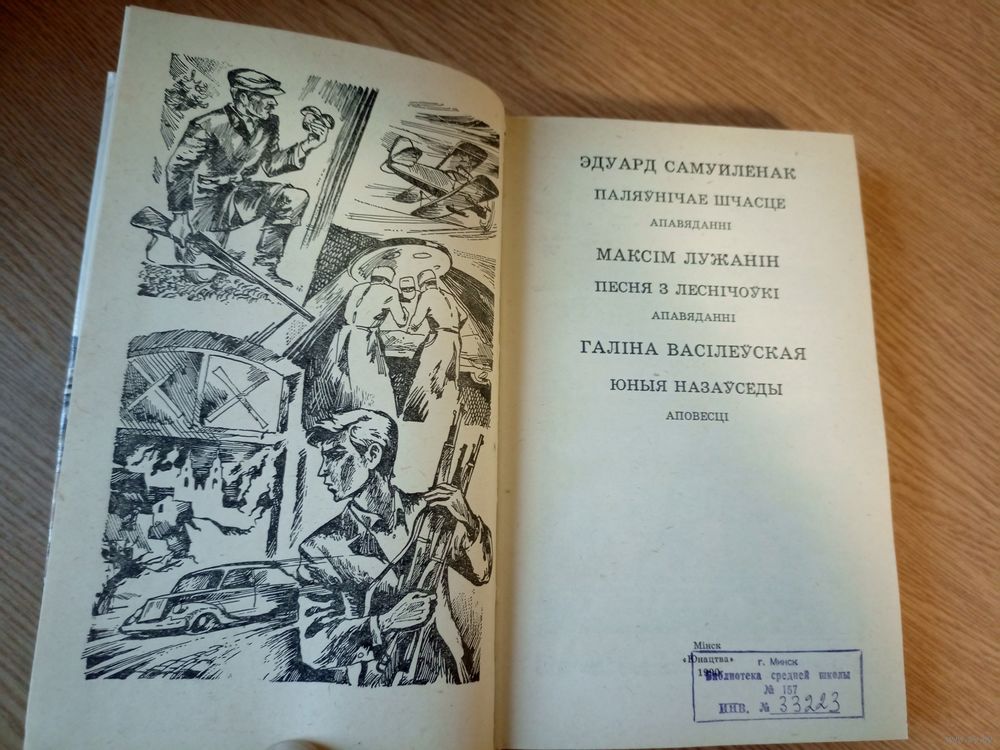 ЭДУАРД САМУЙЛЁНАК
ПАЛЯЎНІЧАЕ ШЧАСЦЕ
АПАВЯДАННІ
МАКСІМ ЛУЖАНІН
ПЕСНЯ З ЛЕСНІЧОЎКІ
АПАВЯДАННІ
ГАЛІНА ВАСІЛЕЎСКАЯ
ЮНЫЯ НАЗАЎСЕДЫ
АПОВЕСЦІ
Мінск
«Юнацтва»
г. Минск
Библиотека средней школы
№ 157
ИНВ. № 33223